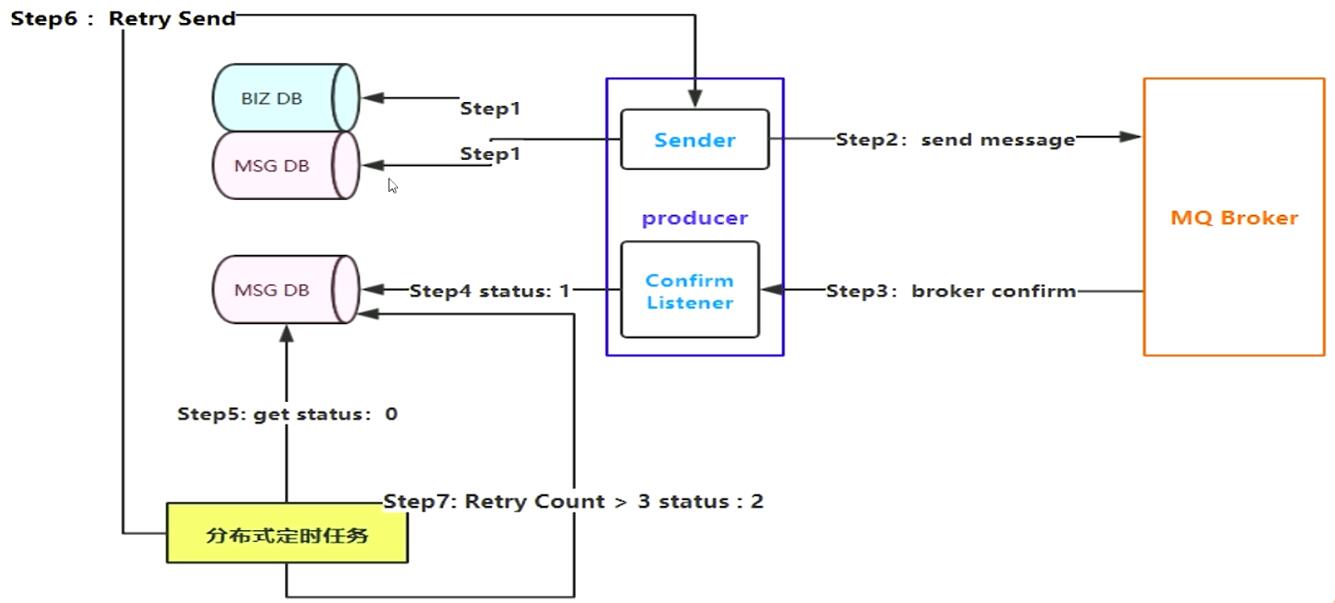 Step6： Retry Send
BIZ DB
Step1
MSG DB
Step1
Sender
Step2：send message
producer
MQ Broker
MSG DB
Step4 status: 1
Confirm
Listener
Step3：broker confirm
Step5: get status：0
Step7: Retry Count > 3 status : 2
分布式定时任务